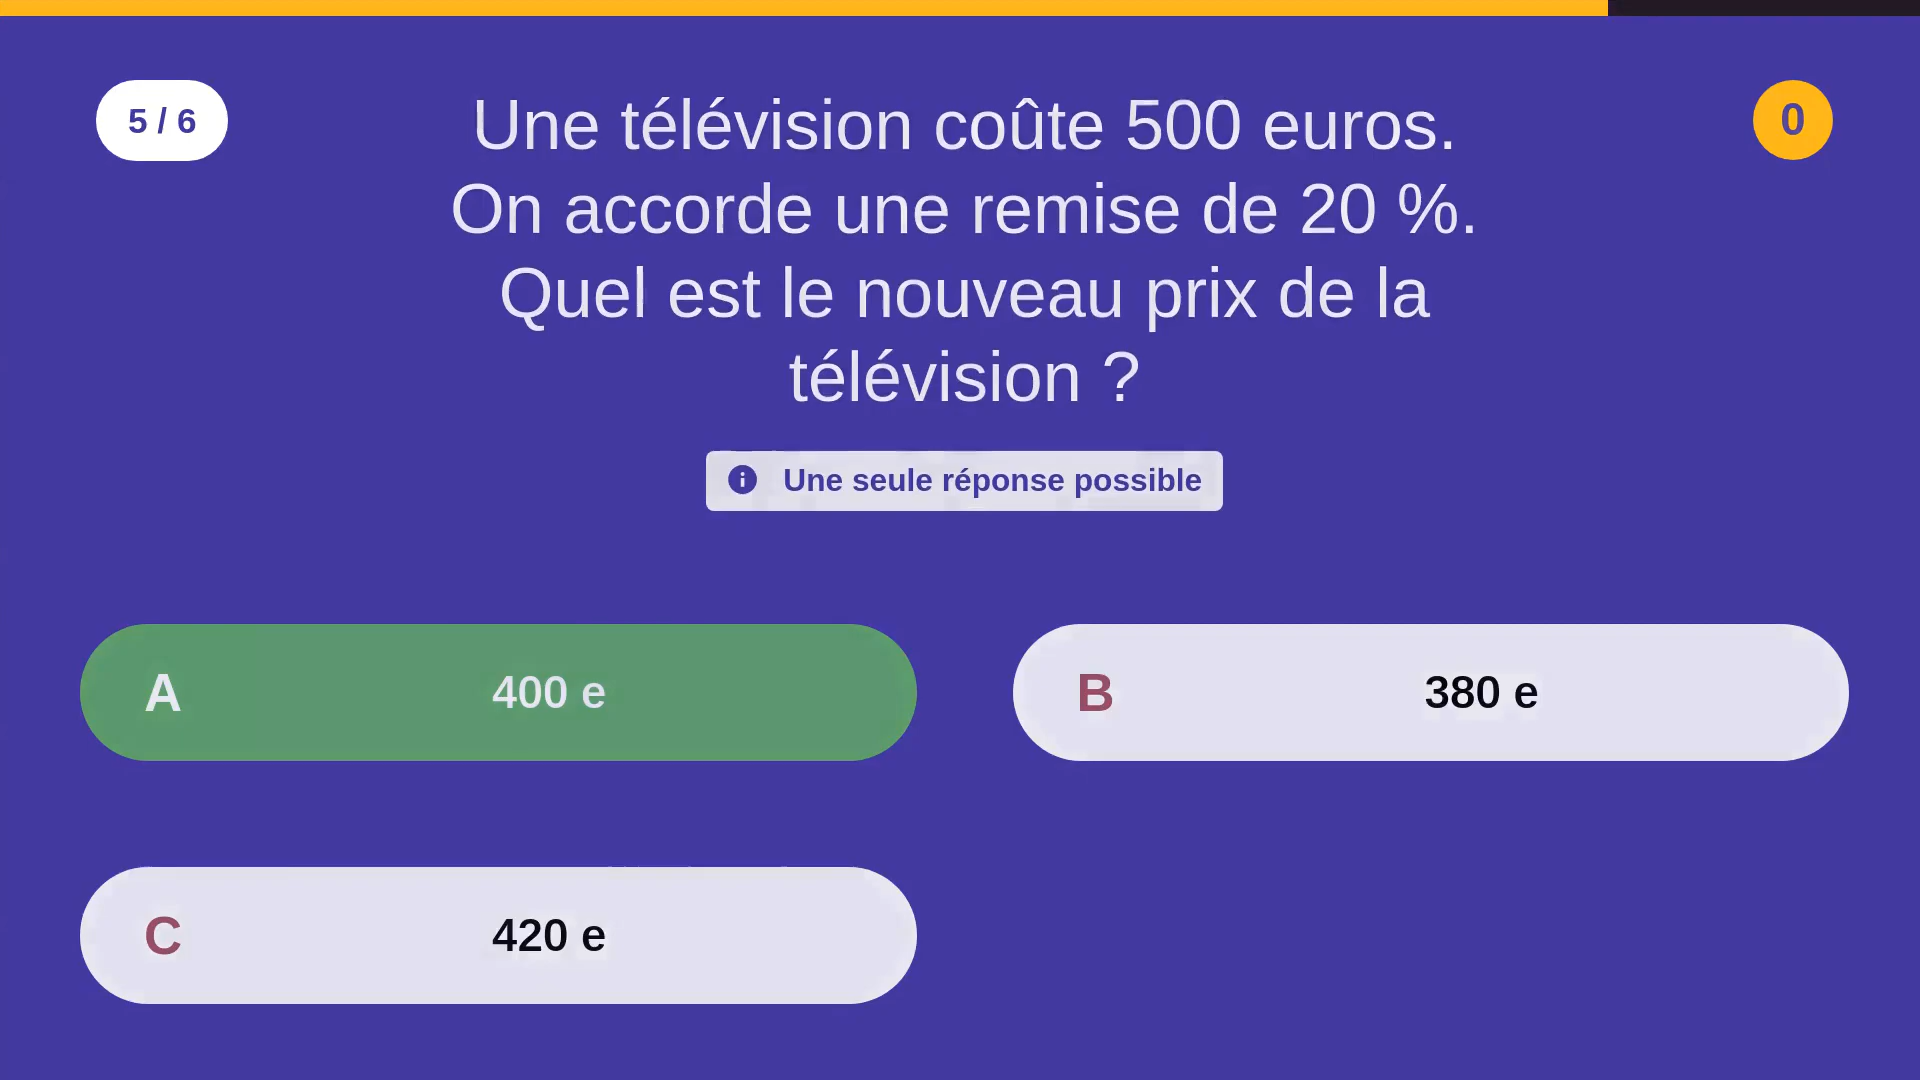 5 / 6
Une télévision coûte 500 euros.
On accorde une remise de 20 %.
Quel est le nouveau prix de la
télévision ?
0
Une seule réponse possible
A 400 e
B 380 e
C 420 e